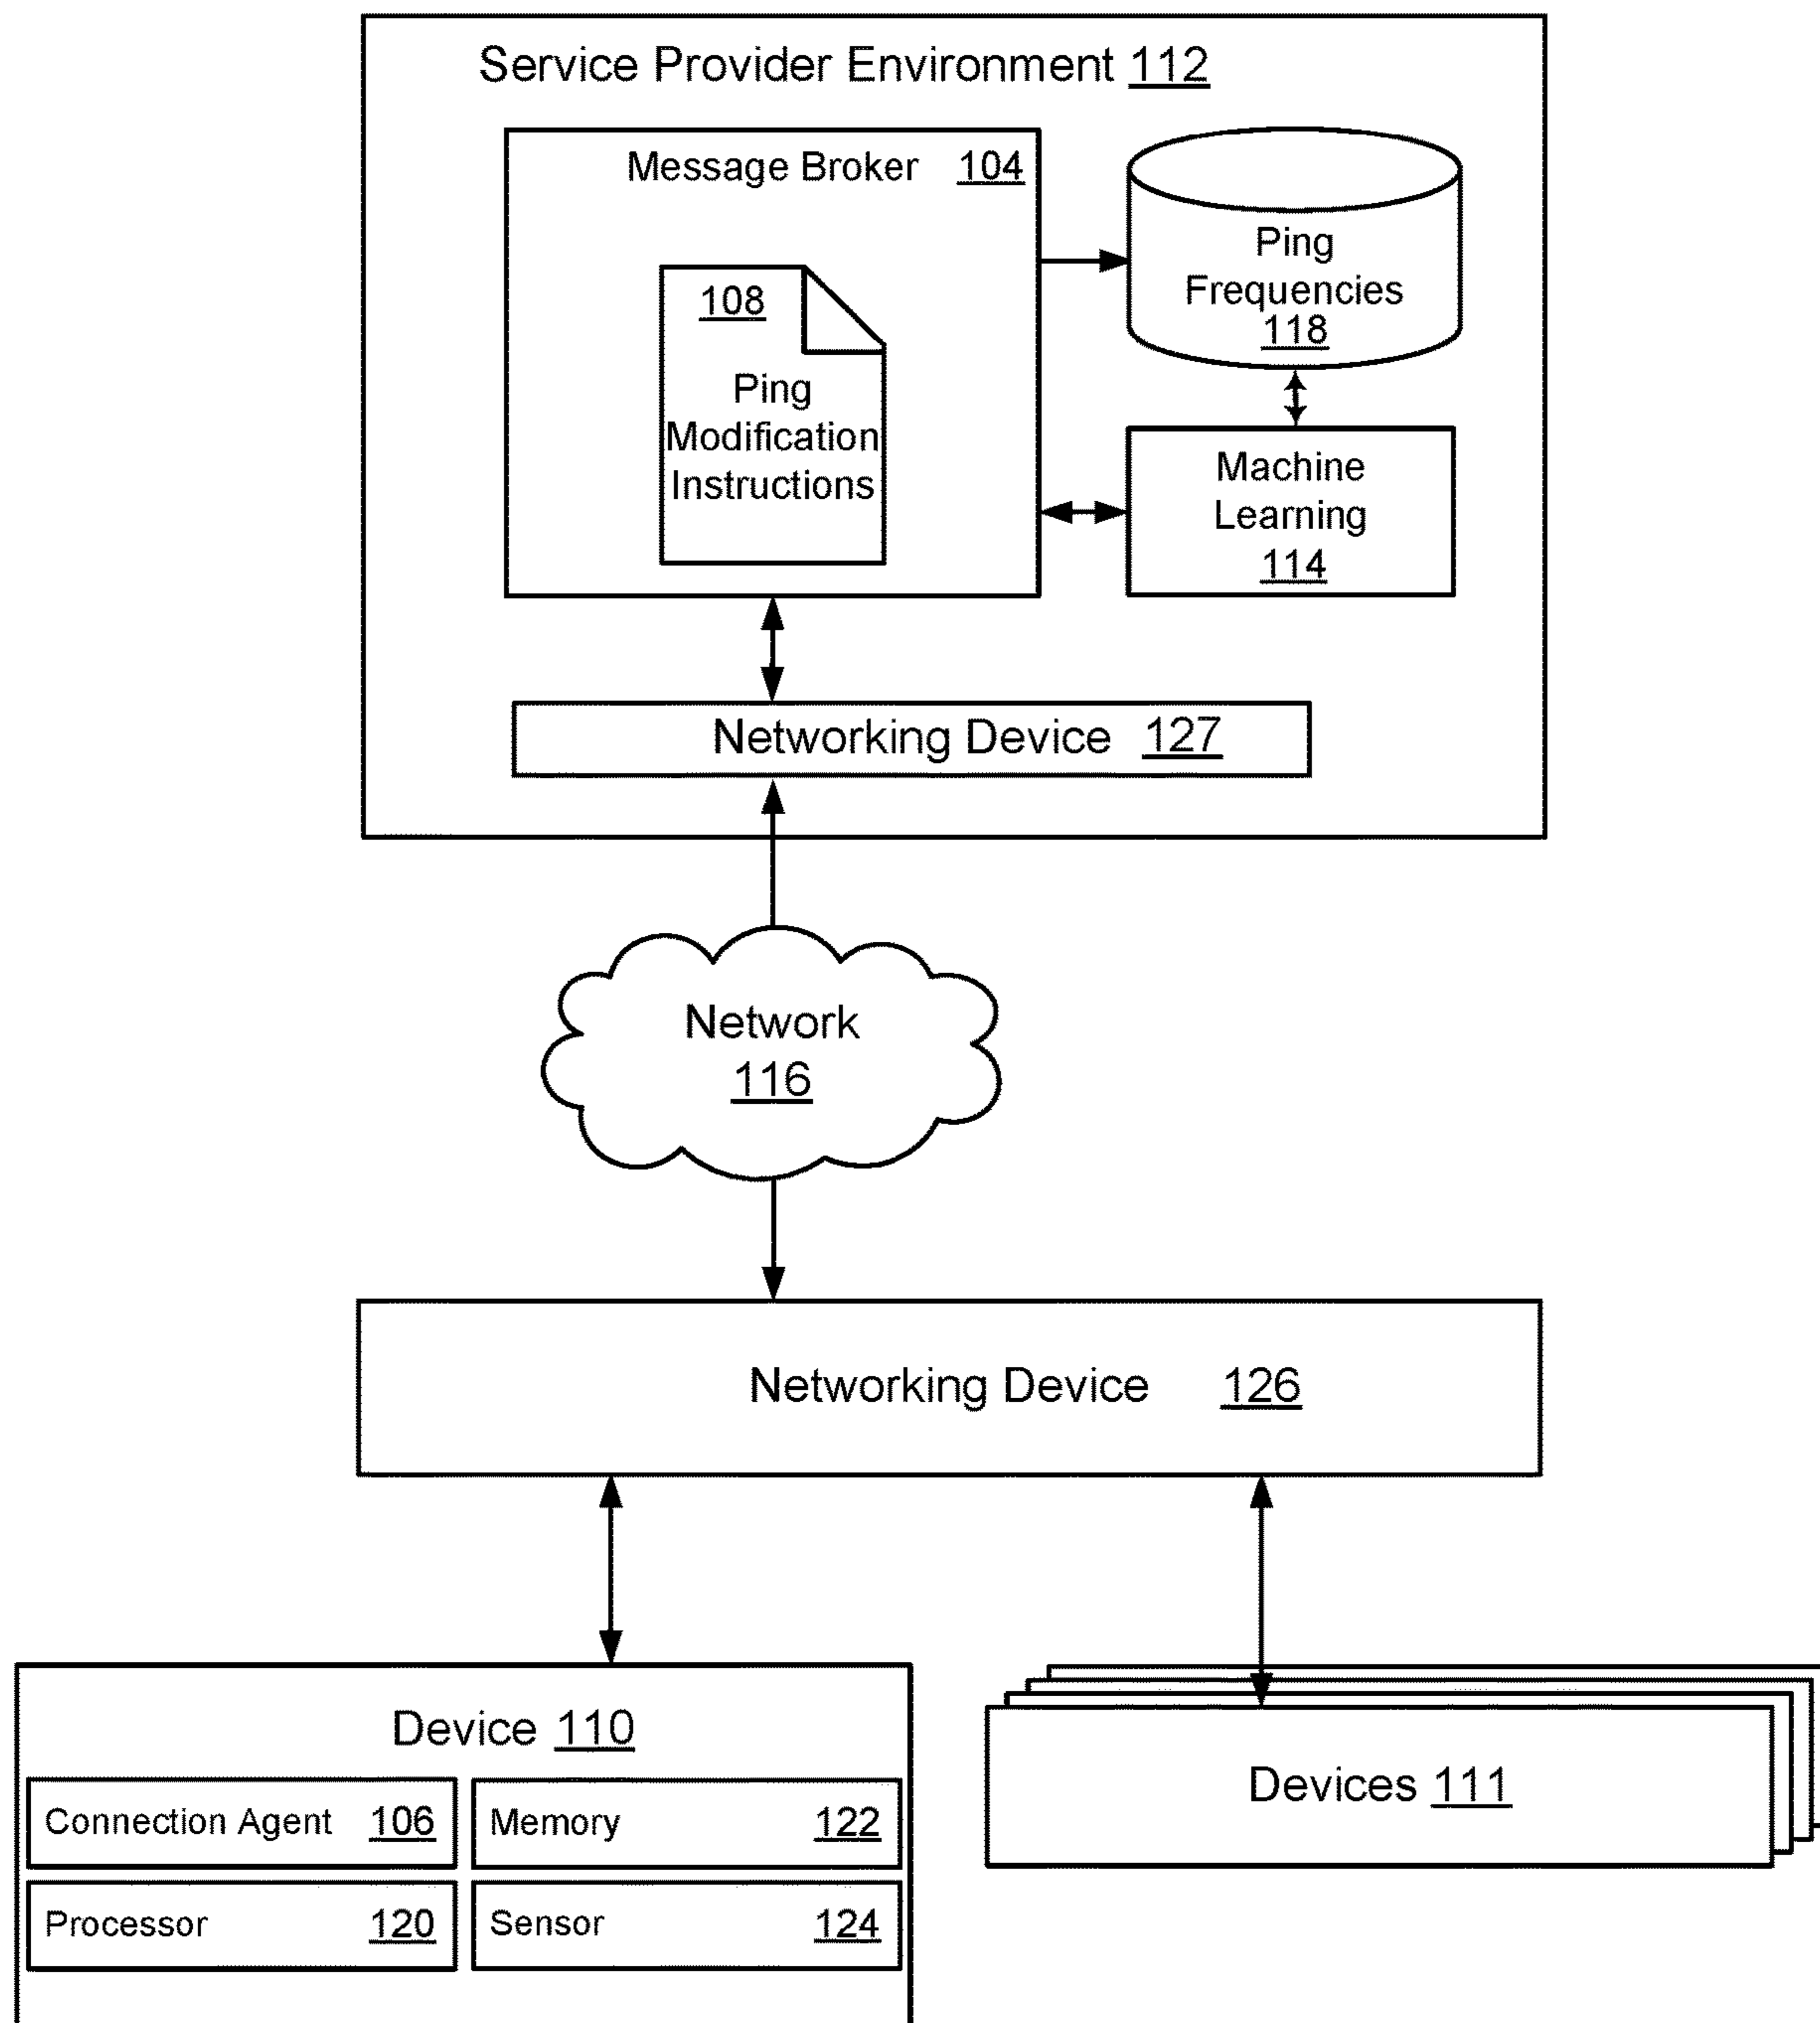 Service Provider Environment 112
Message Broker 104
108
Ping
Modification
Instructions
Ping
Frequencies
118
Machine
Learning
114
Networking Device 127
Network
116
Networking Device 126
Device 110
Connection Agent 106
Memory 122
Processor 120
Sensor 124
Devices 111